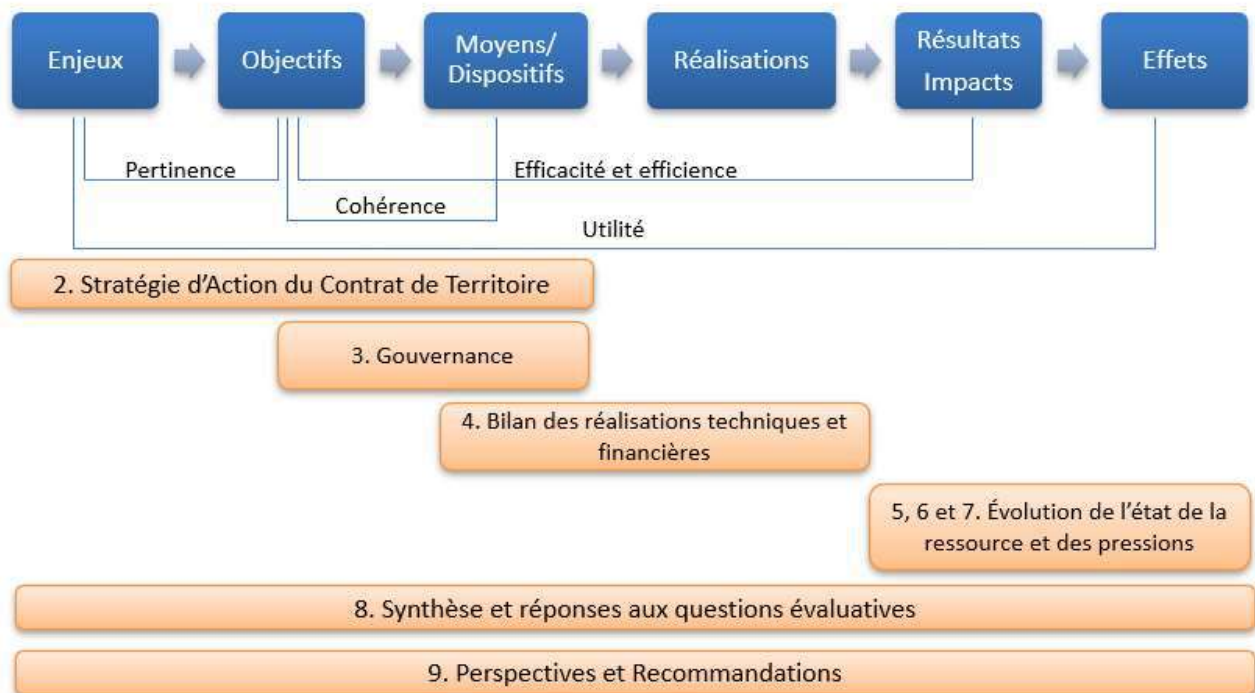 Enjeux
Objectifs
Moyens/
Dispositifs
Réalisations
Résultats
Impacts
Effets
Pertinence
Efficacité et efficience
Cohérence
Utilité
2. Stratégie d’Action du Contrat de Territoire
3. Gouvernance
4. Bilan des réalisations techniques et
financières
5, 6 et 7. Évolution de l’état de la
ressource et des pressions
8. Synthèse et réponses aux questions évaluatives
9. Perspectives et Recommandations